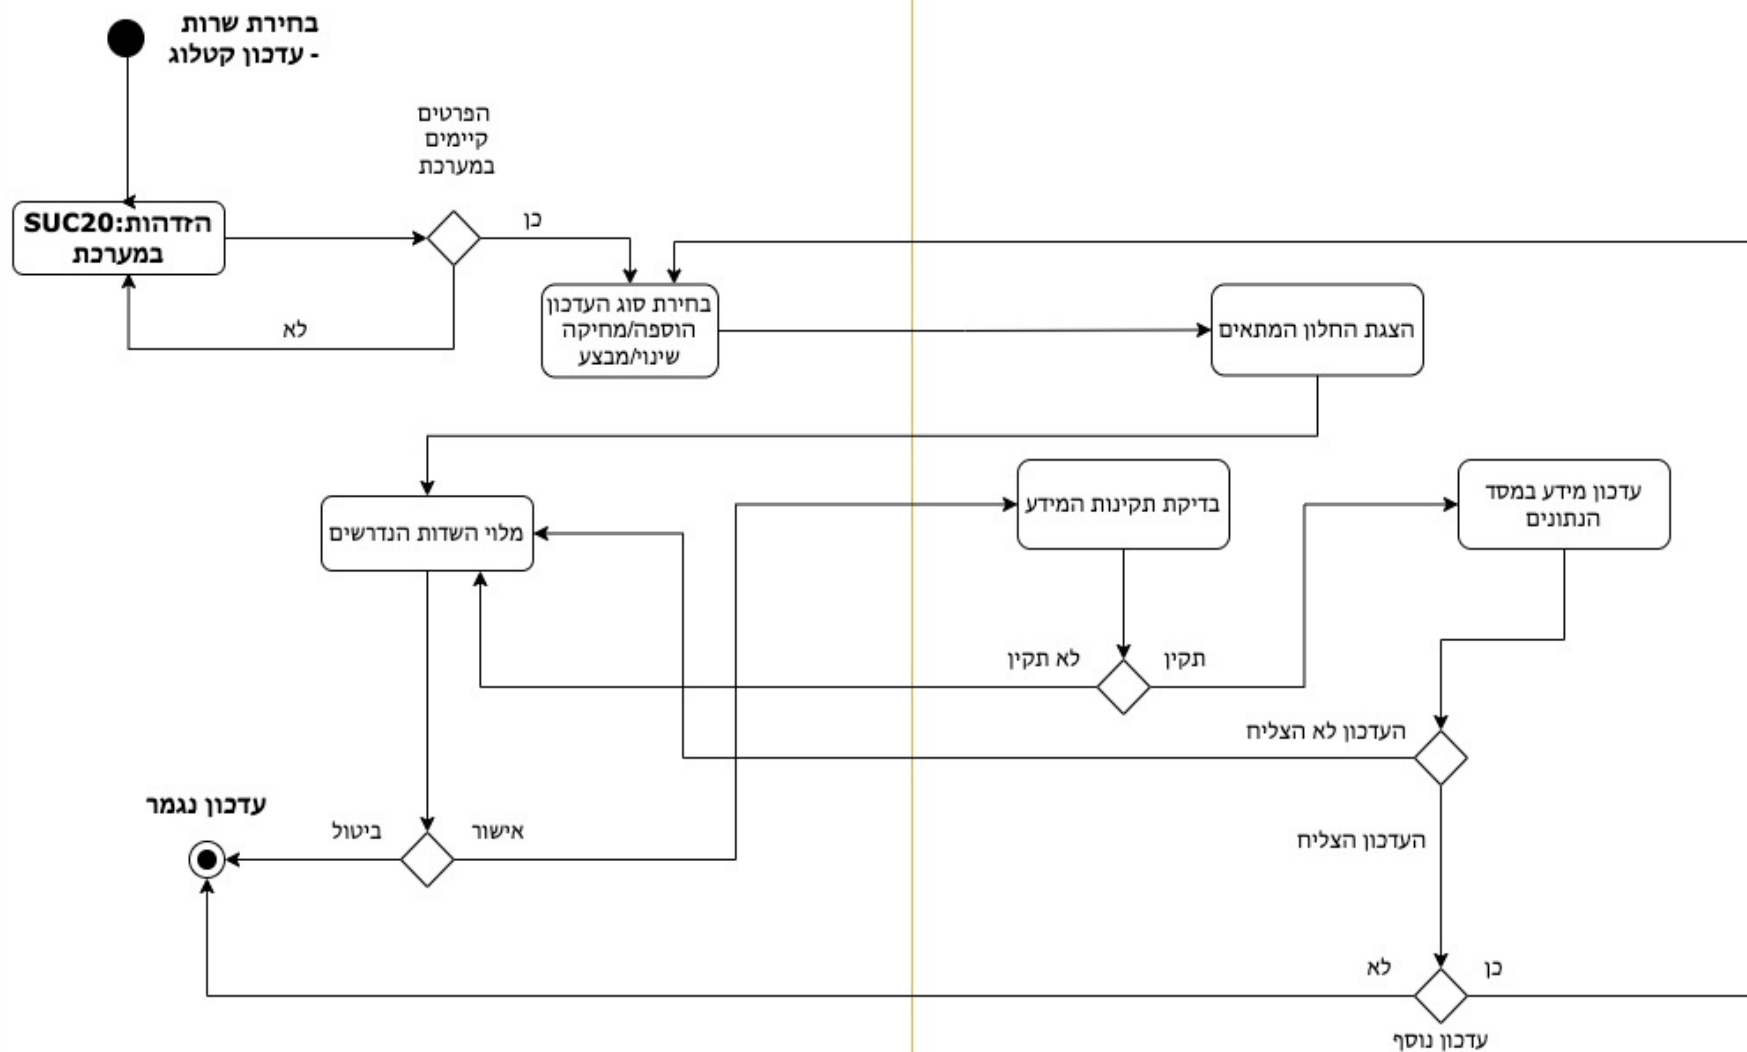 בחירת שרות
- עדכון קטלוג
הפרטים
קיימים
במערכת
SUC20:הזדהות
במערכת
כן
לא
בחירת סוג העדכון
הוספה/מחיקה
שינוי/מבצע
הצגת החלון המתאים
מלוי השדות הנדרשים
בדיקת תקינות המידע
עדכון מידע במסד
הנתונים
לא תקין
תקין
העדכון לא הצליח
העדכון הצליח
עדכון נגמר
ביטול
אישור
לא
כן
עדכון נוסף